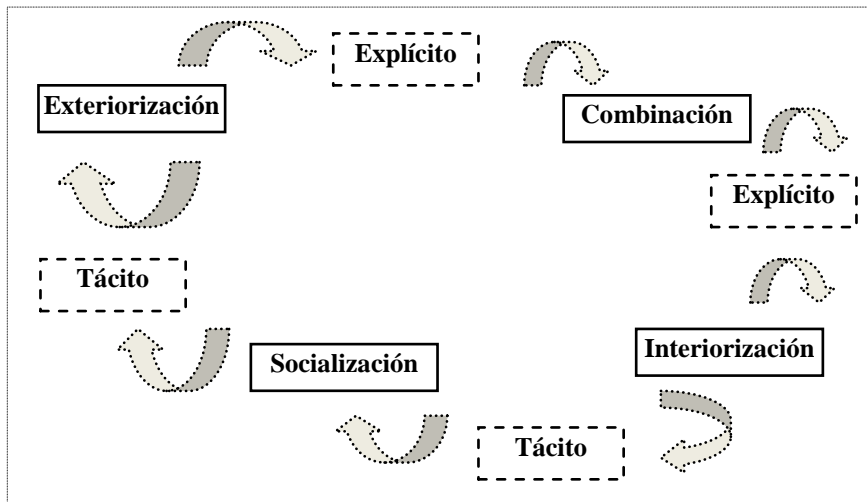 Explícito
Exteriorización
Combinación
Explícito
Tácito
Interiorización
Socialización
Tácito